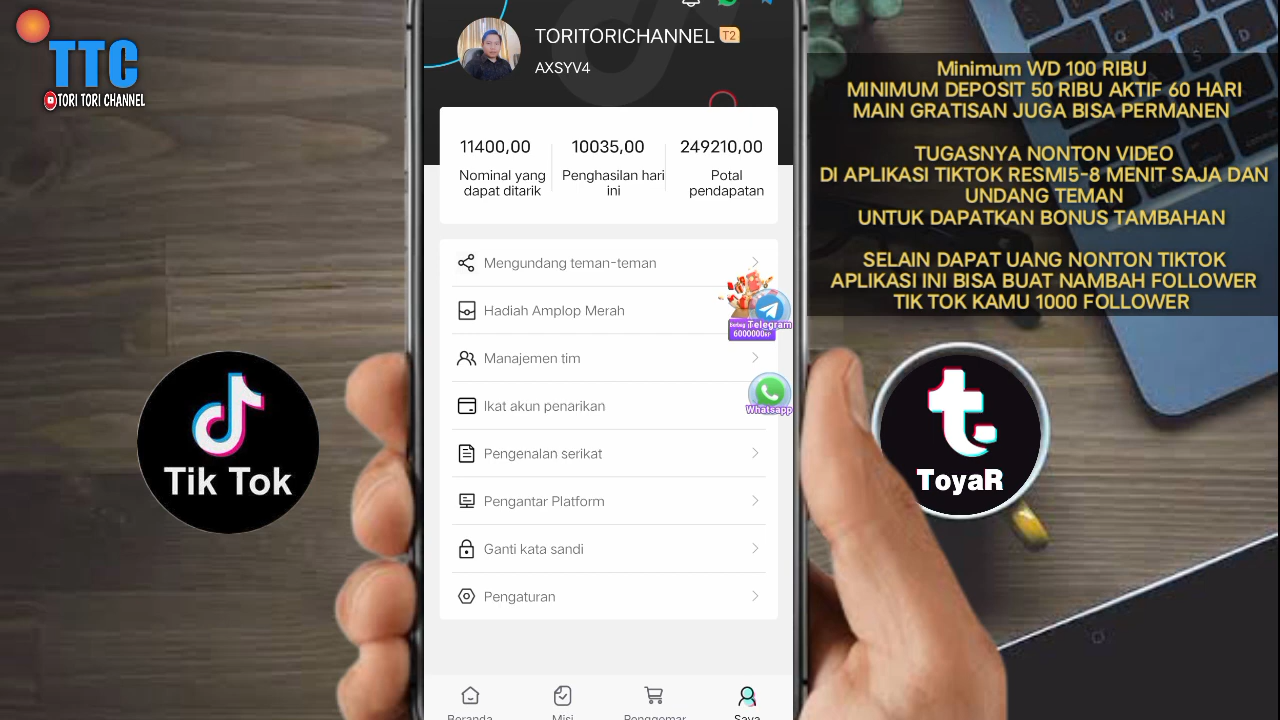 TTC
TORI TORI CHANNEL
TORITORICHANNEL T2
AXSYV4
11400,00
Nominal yang
dapat ditarik
10035,00
Penghasilan hari
ini
249210,00
Potal
pendapatan
Mengundang teman-teman
Hadiah Amplop Merah
Manajemen tim
Ikat akun penarikan
Pengenalan serikat
Pengantar Platform
Ganti kata sandi
Pengaturan
Telegram
6000000RP
Whatsapp
Beranda
Misi
Penggemar
Saya
Minimum WD 100 RIBU
MINIMUM DEPOSIT 50 RIBU AKTIF 60 HARI
MAIN GRATISAN JUGA BISA PERMANEN
TUGASNYA NONTON VIDEO
DI APLIKASI TIKTOK RESMI5-8 MENIT SAJA DAN
UNDANG TEMAN
UNTUK DAPATKAN BONUS TAMBAHAN
SELAIN DAPAT UANG NONTON TIKTOK
APLIKASI INI BISA BUAT NAMBAH FOLLOWER
TIK TOK KAMU 1000 FOLLOWER
Tik Tok
ToyaR